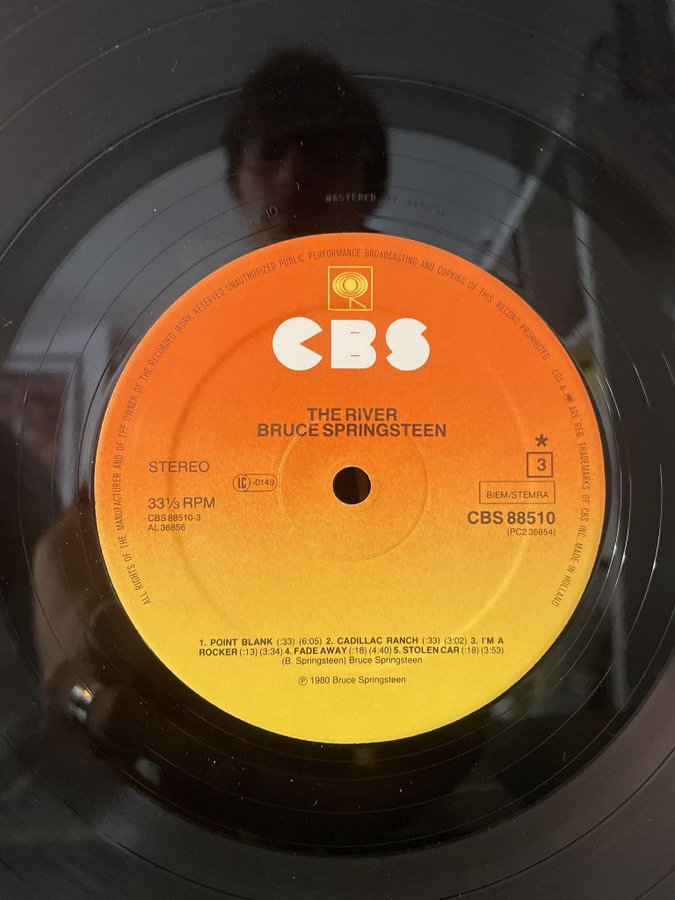 MASTERED BY
ALL RIGHTS OF THE MANUFACTURER AND OF THE OWNER OF THE RECORDED WORK RESERVED UNAUTHORIZED PUBLIC PERFORMANCE BROADCASTING AND COPYING OF THIS RECORD PROHIBITED
CBS & ARE REG. TRADEMARKS OF CBS INC. MADE IN HOLLAND
CBS
THE RIVER
BRUCE SPRINGSTEEN
STEREO
LC-0149
*
3
33⅓ RPM
BIEM/STEMRA
CBS 88510-3
CBS 88510
AL 36856
(PC2 36854)
1. POINT BLANK (:33) (6:05) 2. CADILLAC RANCH (:33) (3:02) 3. I'M A
ROCKER (:13) (3:34) 4. FADE AWAY (:18) (4:40) 5. STOLEN CAR (:18) (3:53)
(B. Springsteen) Bruce Springsteen
℗ 1980 Bruce Springsteen